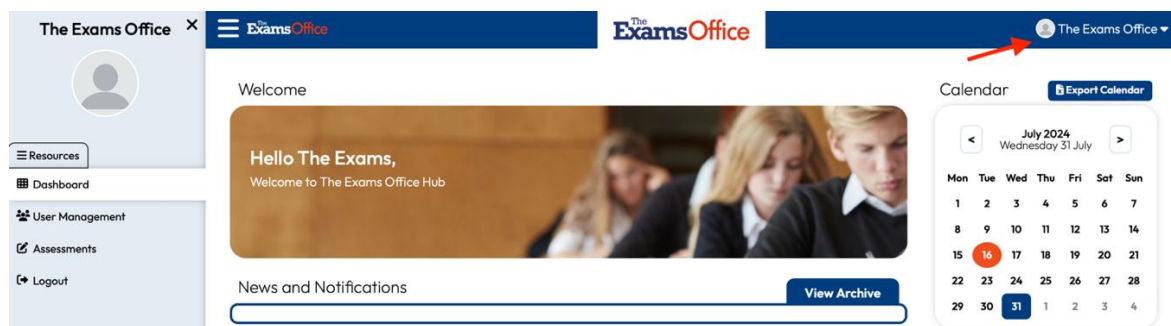 The Exams Office ×
The ExamsOffice
The ExamsOffice
The Exams Office
Resources
Dashboard
User Management
Assessments
Logout
Welcome
Hello The Exams,
Welcome to The Exams Office Hub
News and Notifications
View Archive
Calendar
Export Calendar
< July 2024 >
Wednesday 31 July
Mon Tue Wed Thu Fri Sat Sun
1 2 3 4 5 6 7
8 9 10 11 12 13 14
15 16 17 18 19 20 21
22 23 24 25 26 27 28
29 30 31 1 2 3 4